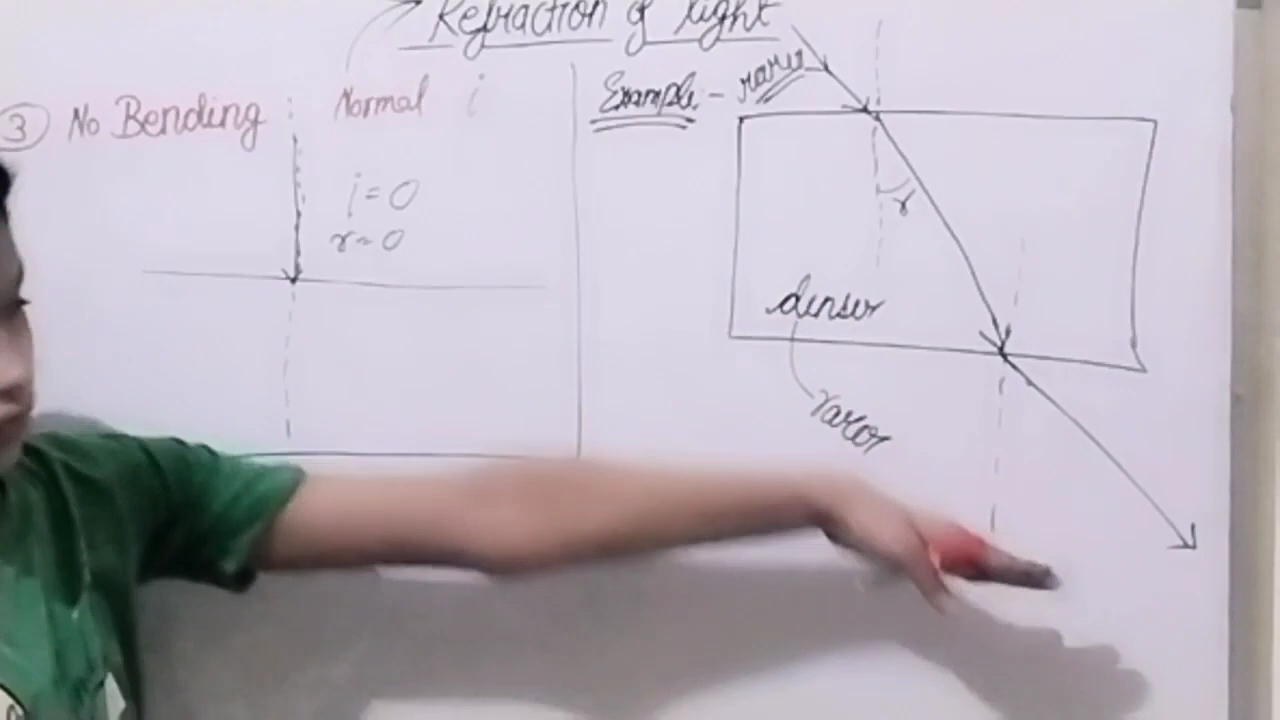 Refraction of light
3 No Bending
Normal i
i = 0
r = 0
Example - rarer
r
denser
rarer